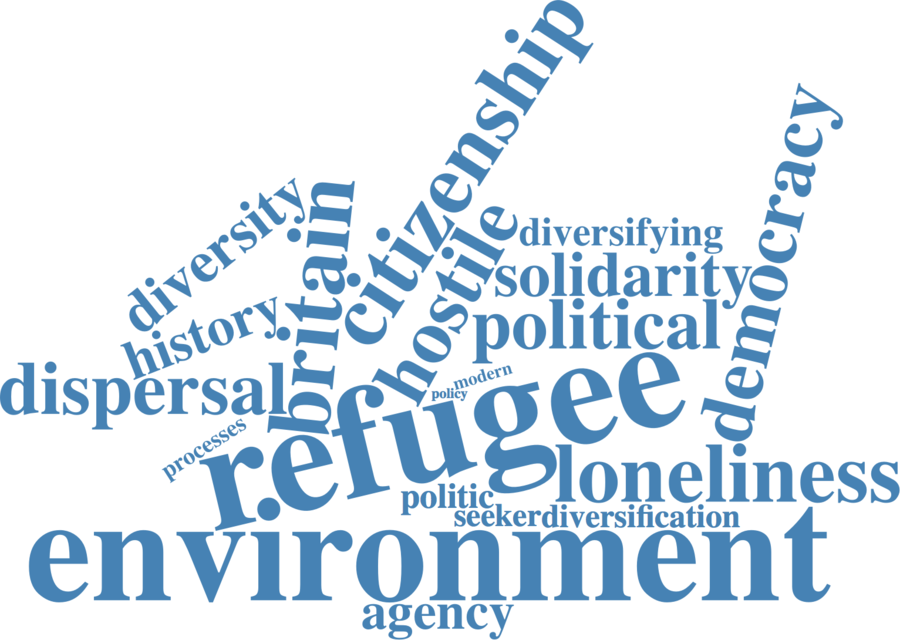 citizenship
democracy
diversity
britain
hostile
diversifying
solidarity
history
political
dispersal
refugee
modern
policy
processes
loneliness
politic
seeker
diversification
environment
agency